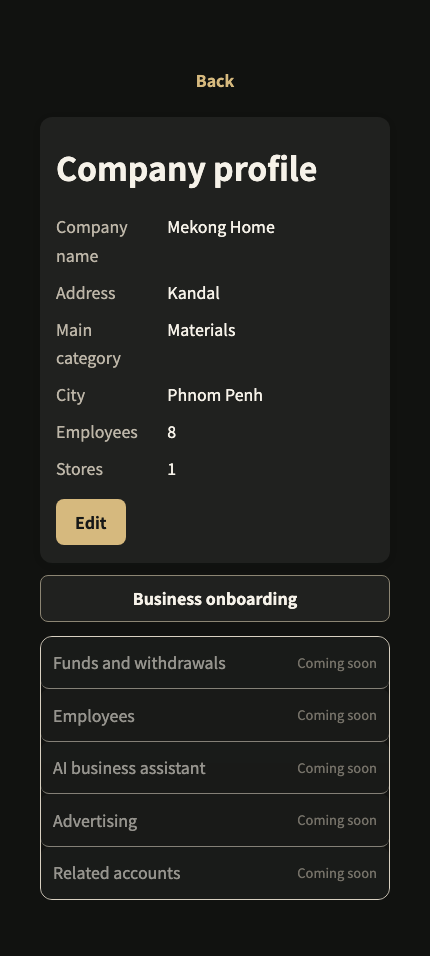 Back
Company profile
Company name Mekong Home
Address Kandal
Main category Materials
City Phnom Penh
Employees 8
Stores 1
Edit
Business onboarding
Funds and withdrawals Coming soon
Employees Coming soon
AI business assistant Coming soon
Advertising Coming soon
Related accounts Coming soon